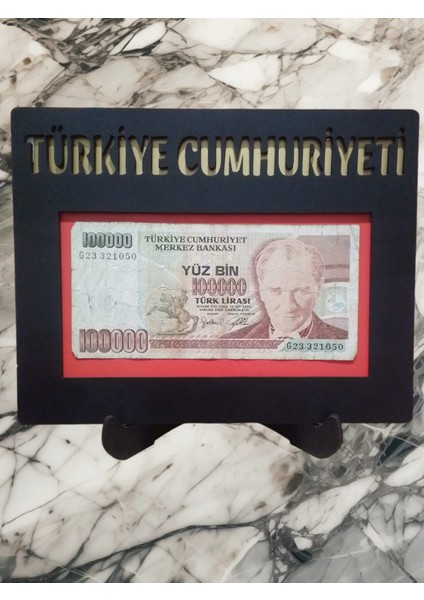 TÜRKİYE CUMHURİYETİ
100000
TÜRKİYE CUMHURİYET
MERKEZ BANKASI
G23 321050
YÜZ BİN
100000
TÜRK LİRASI
100000
G23 321050